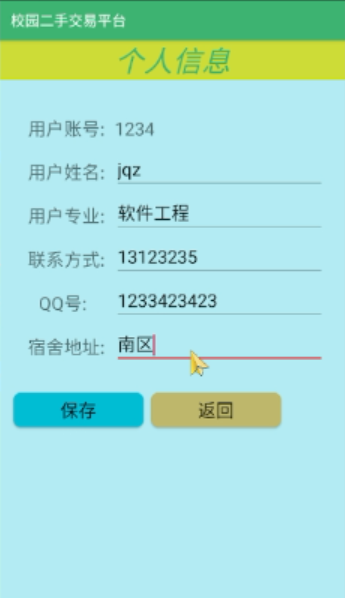 校园二手交易平台
个人信息
用户账号: 1234
用户姓名: jqz
用户专业: 软件工程
联系方式: 13123235
QQ号: 1233423423
宿舍地址: 南区
保存 返回